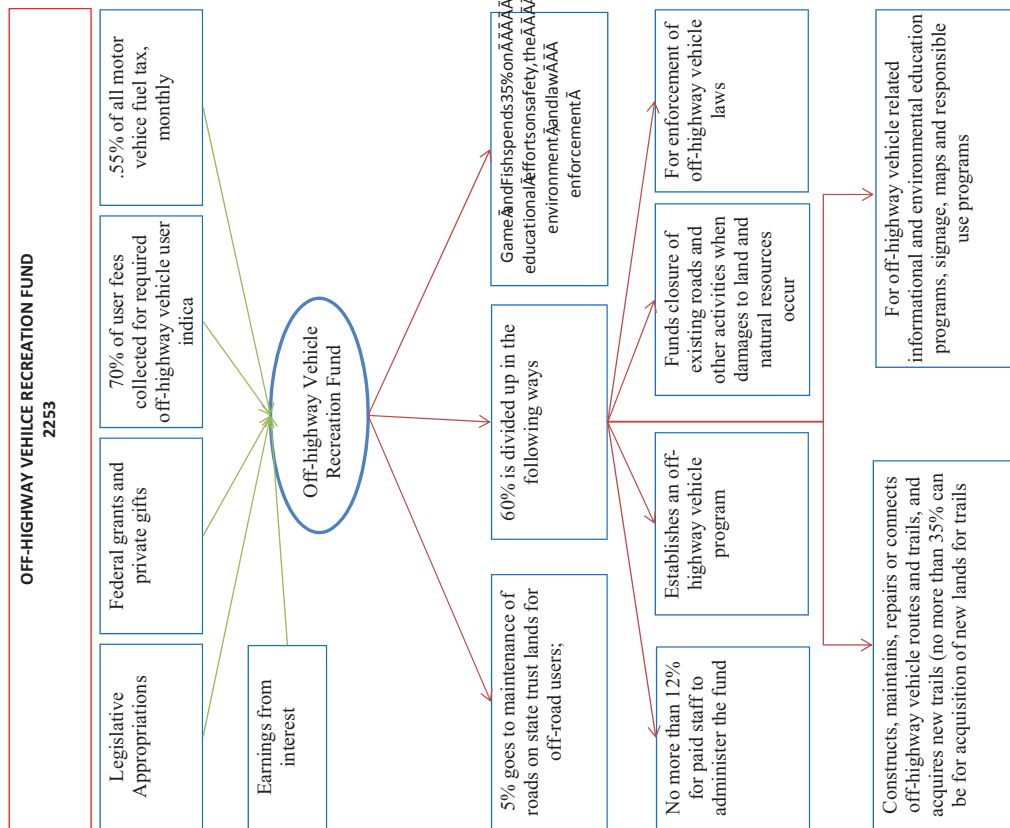 OFF-HIGHWAY VEHILCE RECREATION FUND
2253
Legislative
Appropriations
Federal grants and
private gifts
70% of user fees
collected for required
off-highway vehicle user
indica
.55% of all motor
vehice fuel tax,
monthly
Earnings from
interest
Off-highway Vehicle
Recreation Fund
5% goes to maintenance of
roads on state trust lands for
off-road users;
60% is divided up in the
following ways
GameÂandFishspends35%onÂÂÂÂÂ
educationalÂeffortsonsafety,theÂÂÂÂ
environmentÂandlawÂÂÂ
enforcementÂ
No more than 12%
for paid staff to
administer the fund
Establishes an off-
highway vehicle
program
Funds closure of
existing roads and
other activities when
damages to land and
natural resources
occur
For enforcement of
off-highway vehicle
laws
Constructs, maintains, repairs or connects
off-highway vehicle routes and trails, and
acquires new trails (no more than 35% can
be for acquisition of new lands for trails
For off-highway vehicle related
informational and environmental education
programs, signage, maps and responsible
use programs